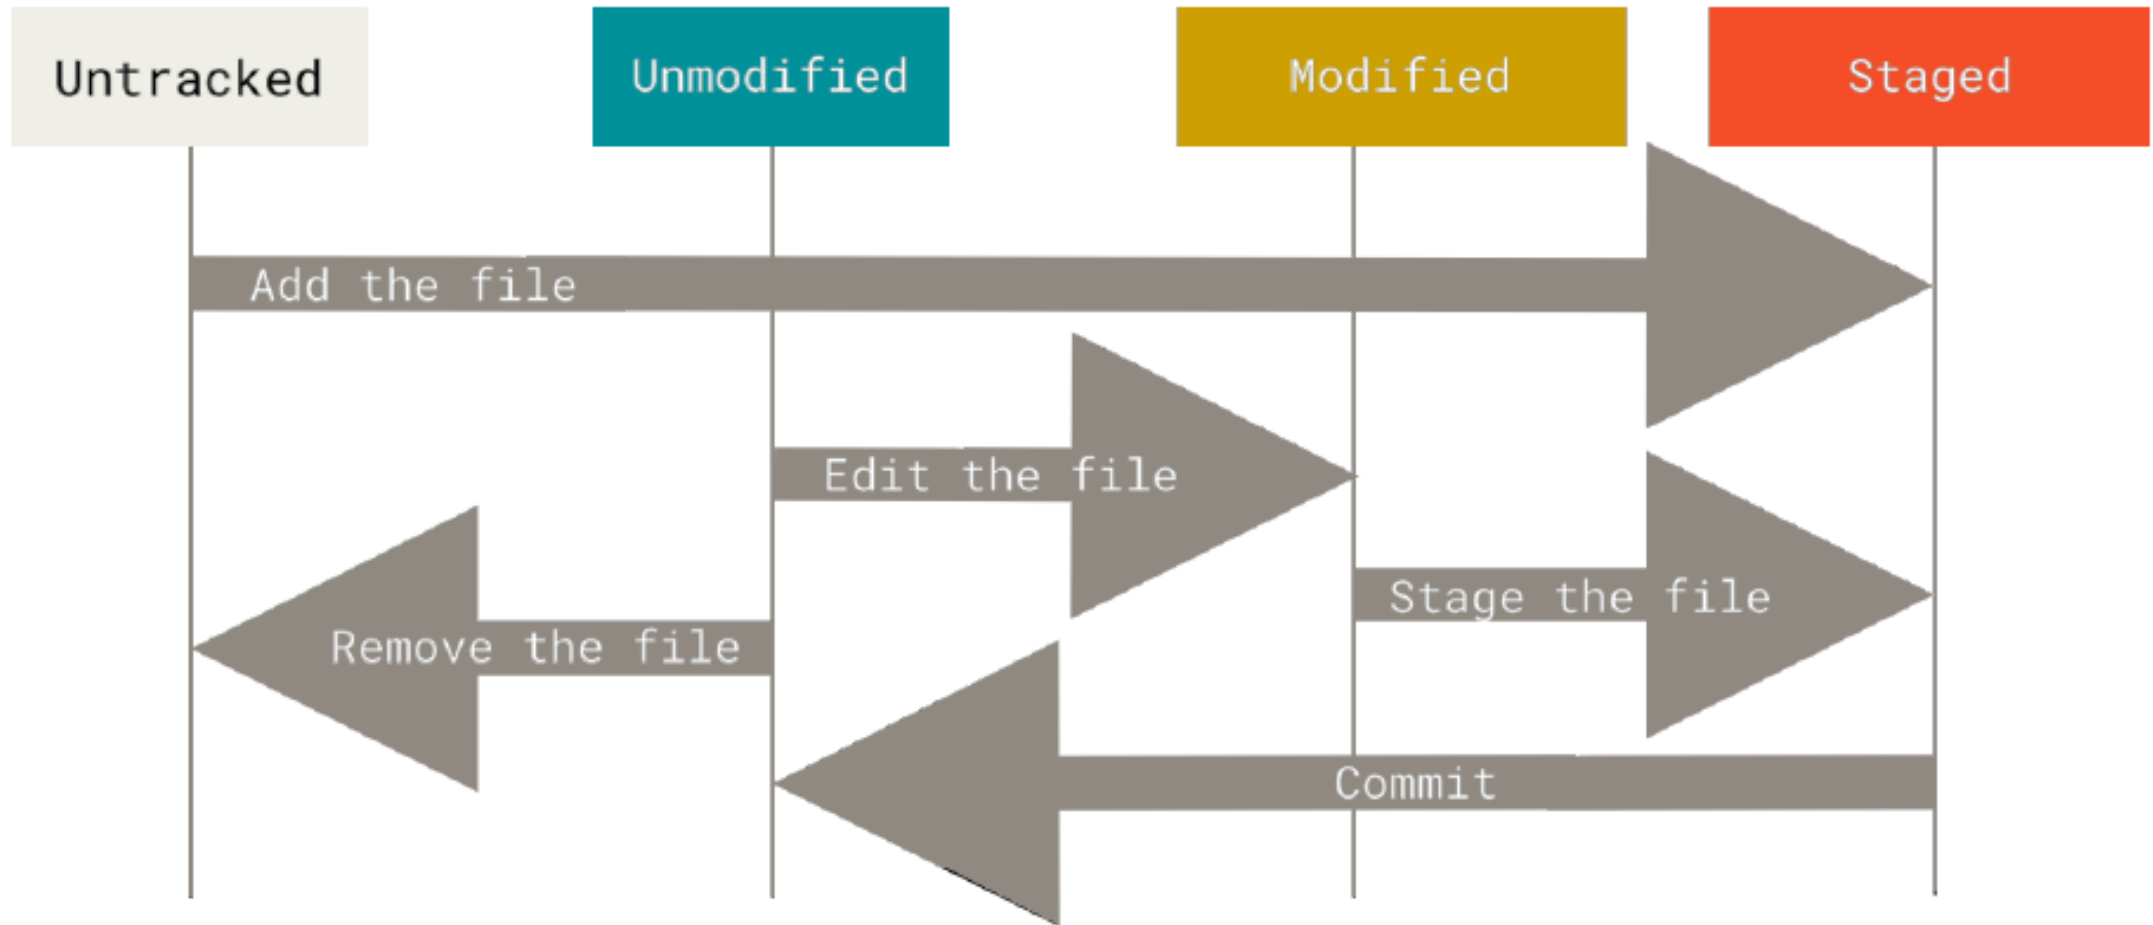 Untracked
Unmodified
Modified
Staged
Add the file
Edit the file
Stage the file
Remove the file
Commit